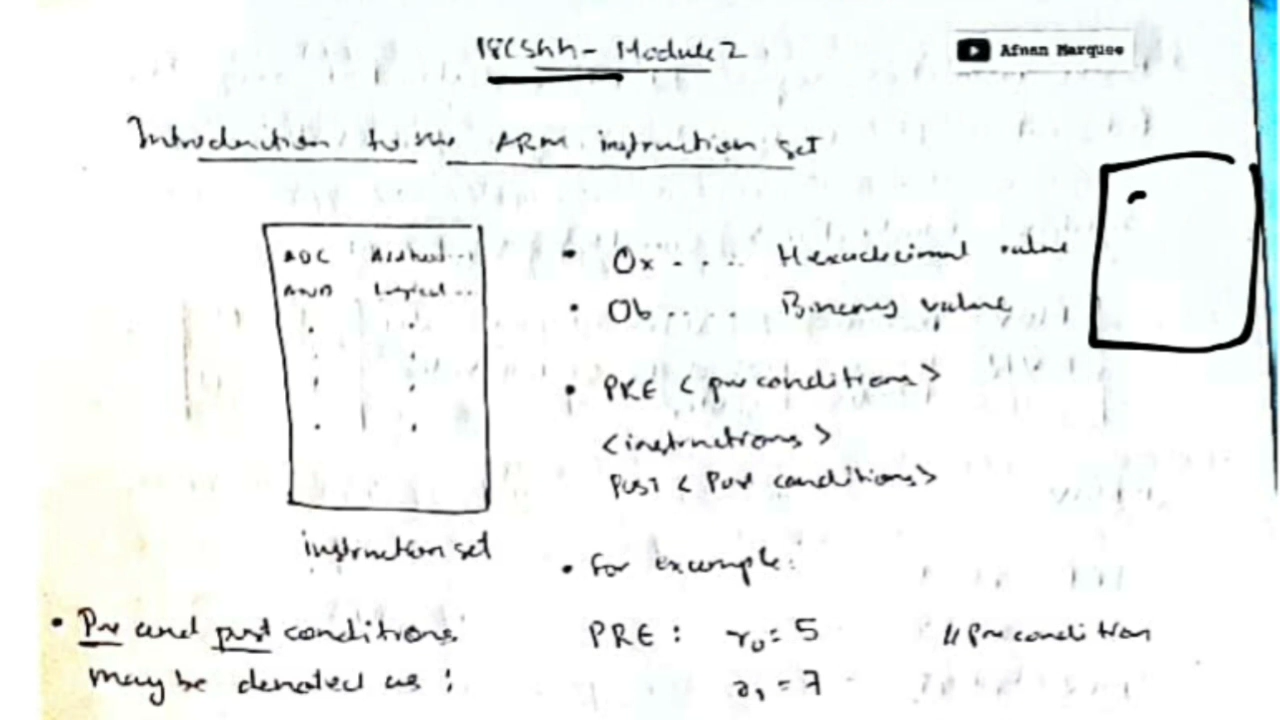 18CS44 - Module 2
Afnan Marquee
Introduction to the ARM instruction set
ADC
AND Logical ..
instruction set
• 0x .... Hexadecimal value
• 0b .... Binary value
• PRE < pre conditions >
< instructions >
POST < Post conditions >
• For example:
• Pre and post conditions
may be denoted as :
PRE : r0 = 5 // Pre condition
r1 = 7